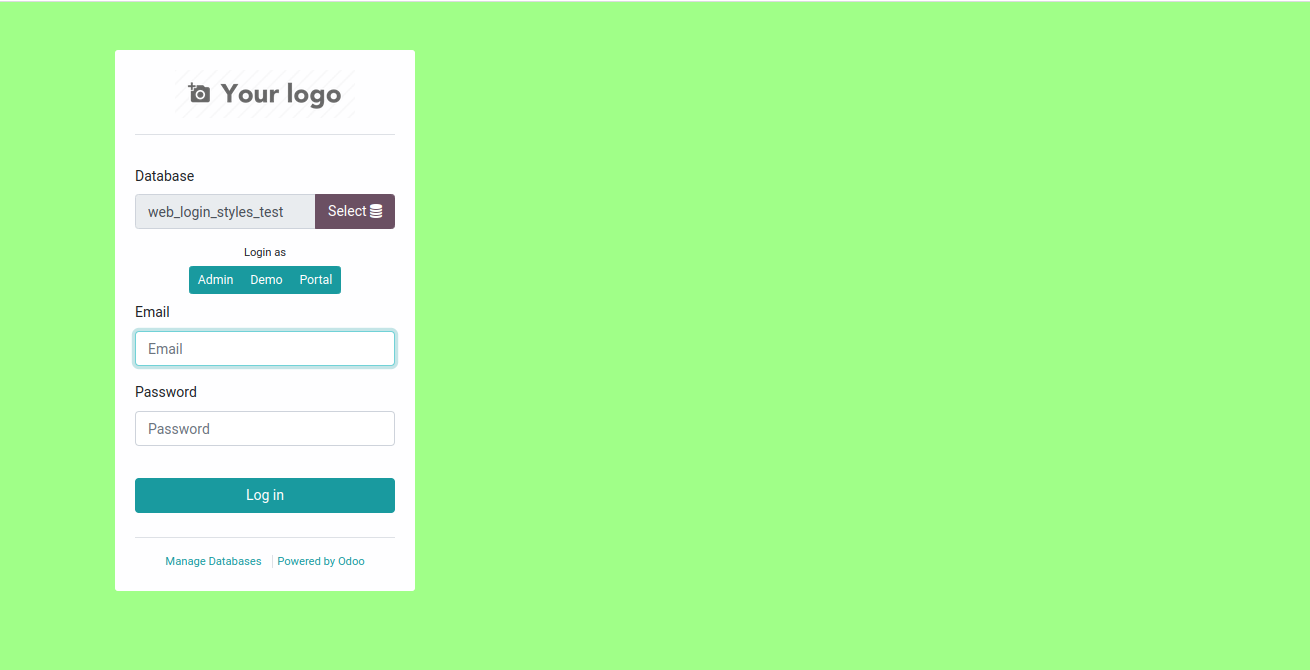 Your logo
Database
web_login_styles_test Select
Login as
Admin Demo Portal
Email
Email
Password
Password
Log in
Manage Databases Powered by Odoo